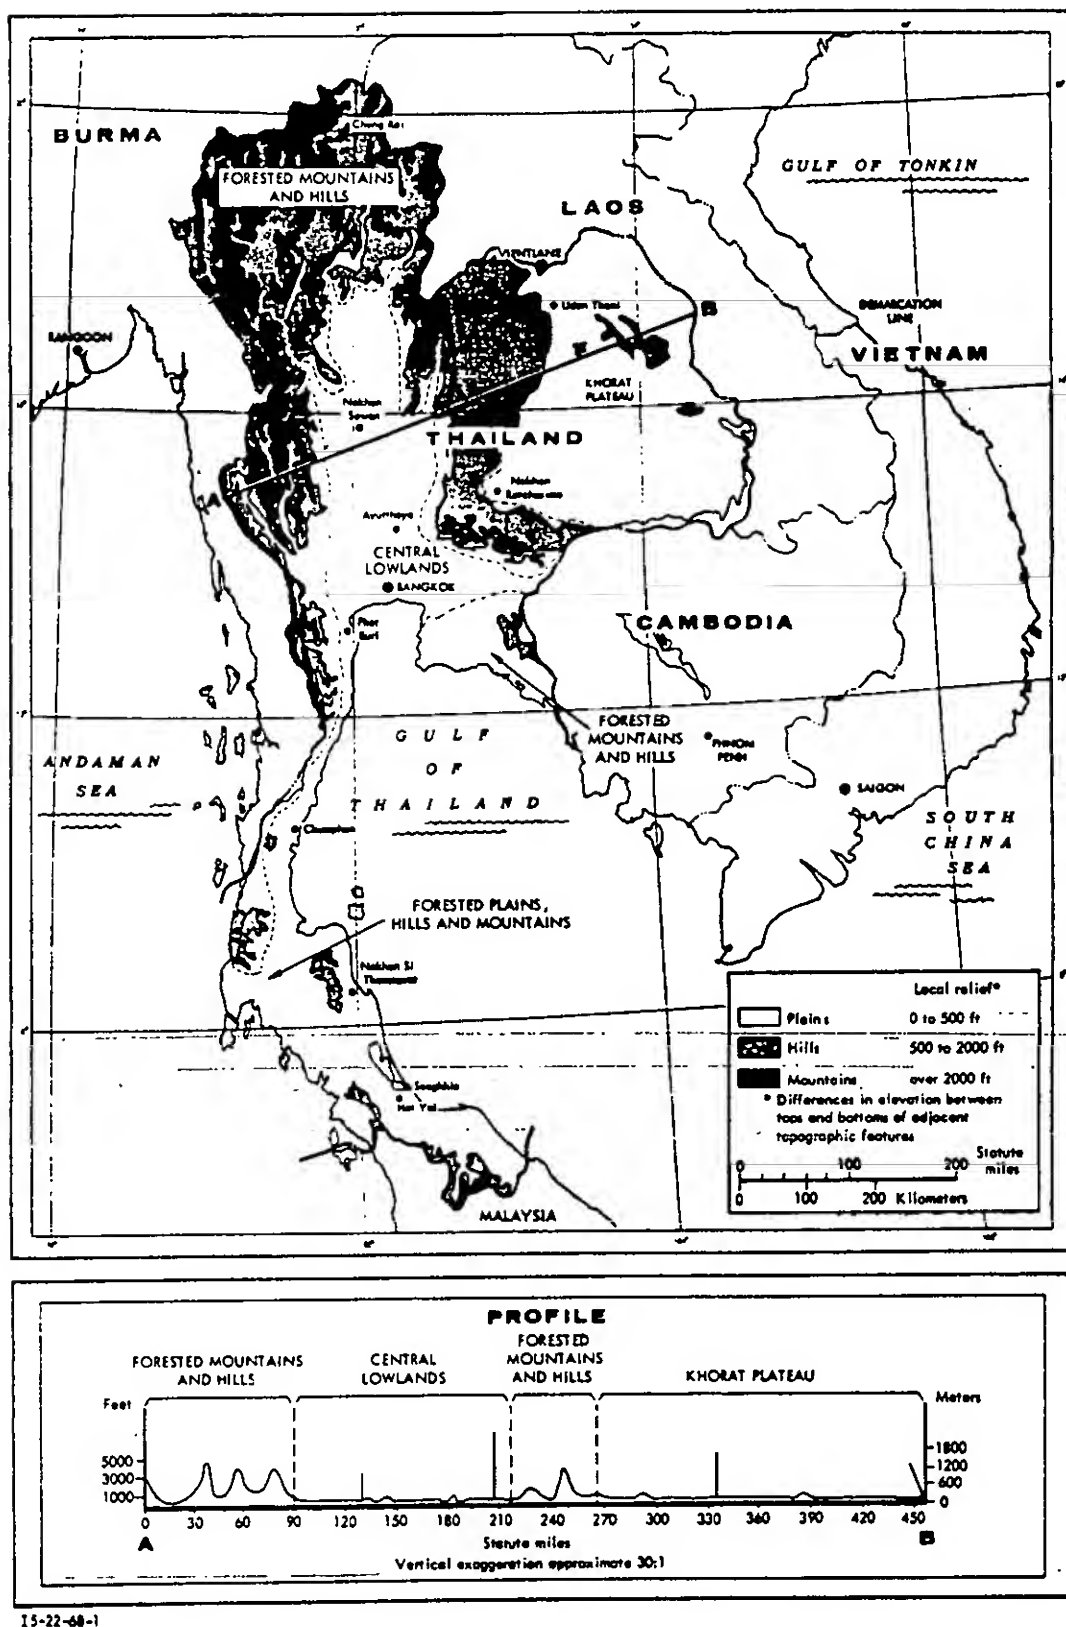 BURMA
Chiang Rai
FORESTED MOUNTAINS
AND HILLS
GULF OF TONKIN
LAOS
VIENTIANE
Udon Thani
B
DEMARCATION
LINE
RANGOON
VIETNAM
KHORAT
PLATEAU
Nakhon
Sawan
THAILAND
A
Nakhon
Ratchasima
Ayutthaya
CENTRAL
LOWLANDS
BANGKOK
CAMBODIA
Phet
Buri
FORESTED
MOUNTAINS
AND HILLS
PHNOM
PENH
GULF
OF
THAILAND
ANDAMAN
SEA
SAIGON
SOUTH
CHINA
SEA
Chumphon
FORESTED PLAINS,
HILLS AND MOUNTAINS
Nakhon Si
Thammarat
Songkhla
Hat Yai
MALAYSIA
Local relief*
Plains 0 to 500 ft
Hills 500 to 2000 ft
Mountains over 2000 ft
* Differences in elevation between
tops and bottoms of adjacent
topographic features
0 100 200 Statute miles
0 100 200 Kilometers
PROFILE
FORESTED MOUNTAINS
AND HILLS
CENTRAL
LOWLANDS
FORESTED
MOUNTAINS
AND HILLS
KHORAT PLATEAU
Feet
Meters
5000
3000
1000
1800
1200
600
0
0 30 60 90 120 150 180 210 240 270 300 330 360 390 420 450
A
Statute miles
B
Vertical exaggeration approximate 30:1
15-22-68-1